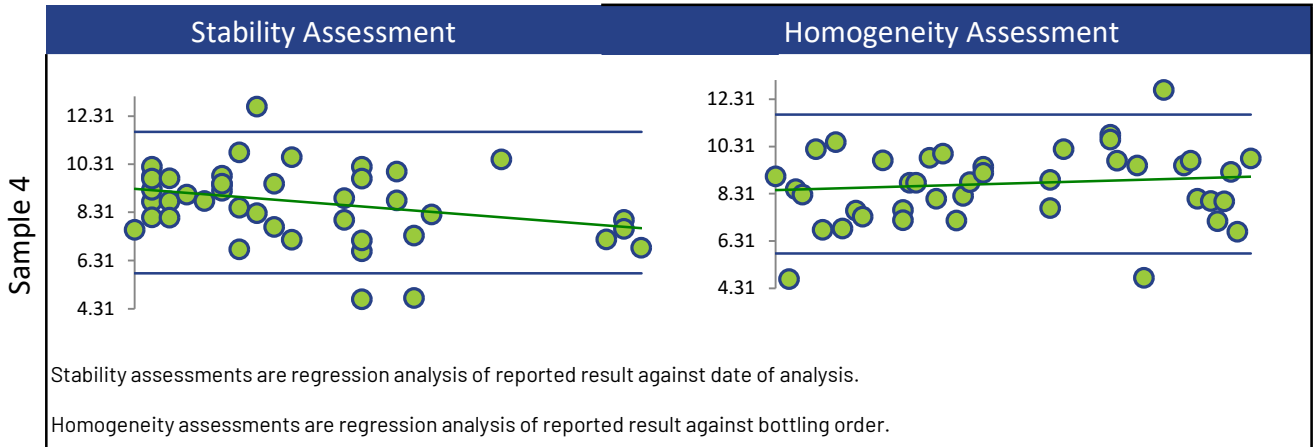 Stability Assessment
Homogeneity Assessment
Sample 4
12.31
10.31
8.31
6.31
4.31
12.31
10.31
8.31
6.31
4.31
Stability assessments are regression analysis of reported result against date of analysis.
Homogeneity assessments are regression analysis of reported result against bottling order.